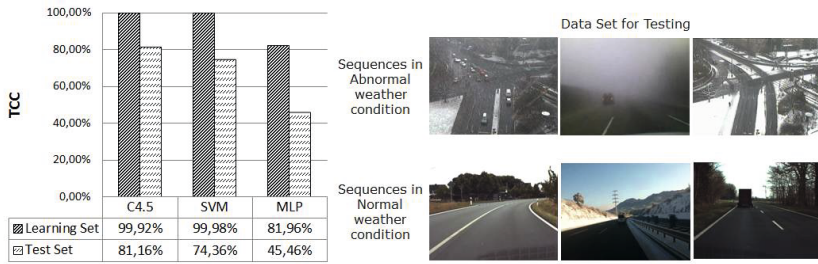 100,00%
80,00%
60,00%
40,00%
20,00%
0,00%
TCC
C4.5 SVM MLP
Learning Set 99,92% 99,98% 81,96%
Test Set 81,16% 74,36% 45,46%
Data Set for Testing
Sequences in
Abnormal
weather
condition
Sequences in
Normal
weather
condition